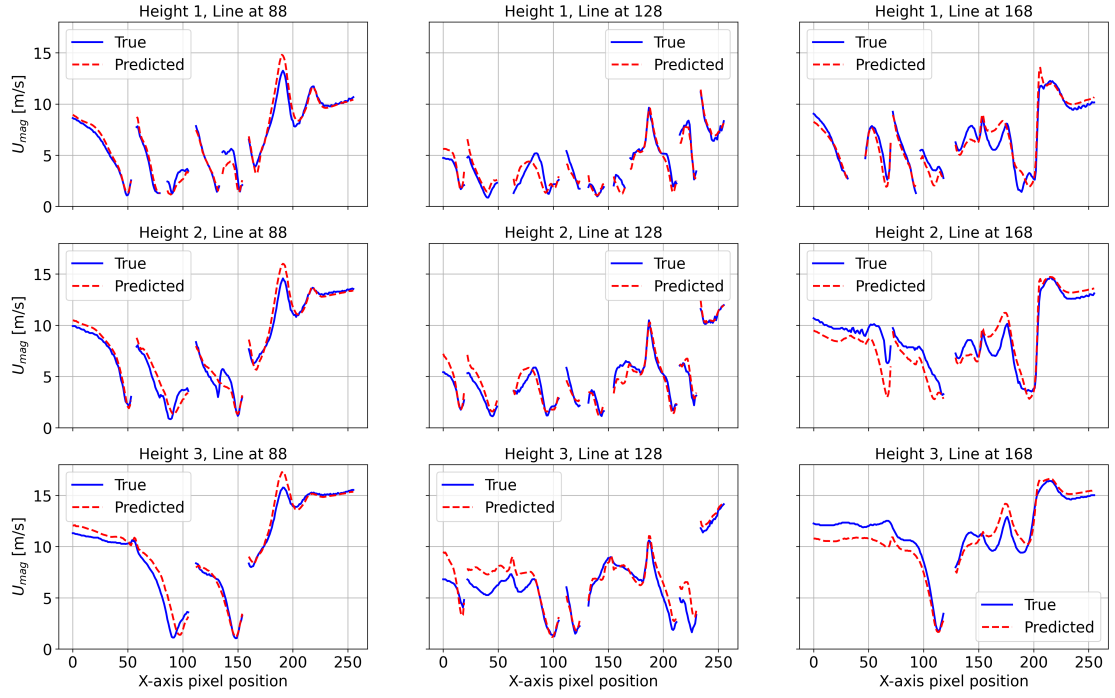 Height 1, Line at 88
Height 1, Line at 128
Height 1, Line at 168
U_mag [m/s]
15
10
5
0
True
Predicted
True
Predicted
True
Predicted
Height 2, Line at 88
Height 2, Line at 128
Height 2, Line at 168
U_mag [m/s]
15
10
5
0
True
Predicted
True
Predicted
True
Predicted
Height 3, Line at 88
Height 3, Line at 128
Height 3, Line at 168
U_mag [m/s]
15
10
5
0
True
Predicted
True
Predicted
True
Predicted
0 50 100 150 200 250
0 50 100 150 200 250
0 50 100 150 200 250
X-axis pixel position
X-axis pixel position
X-axis pixel position